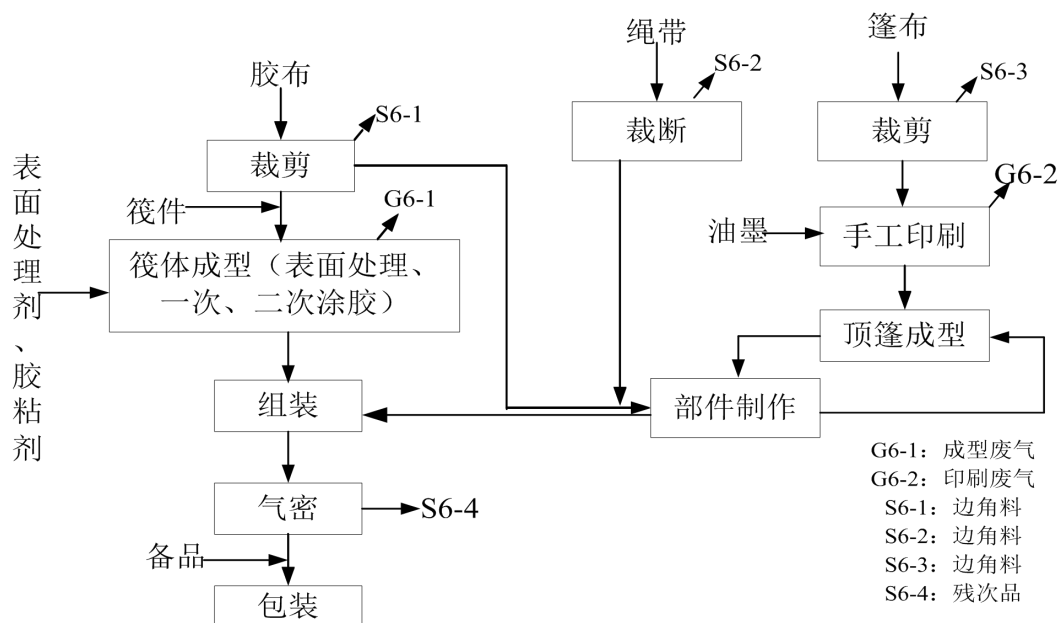 绳带
篷布
胶布
S6-1
S6-2
S6-3
裁剪
裁断
裁剪
筏件
G6-1
G6-2
表面处理剂、胶粘剂
筏体成型（表面处理、
一次、二次涂胶）
油墨
手工印刷
顶篷成型
组装
部件制作
气密
S6-4
备品
包装
G6-1：成型废气
G6-2：印刷废气
S6-1：边角料
S6-2：边角料
S6-3：边角料
S6-4：残次品